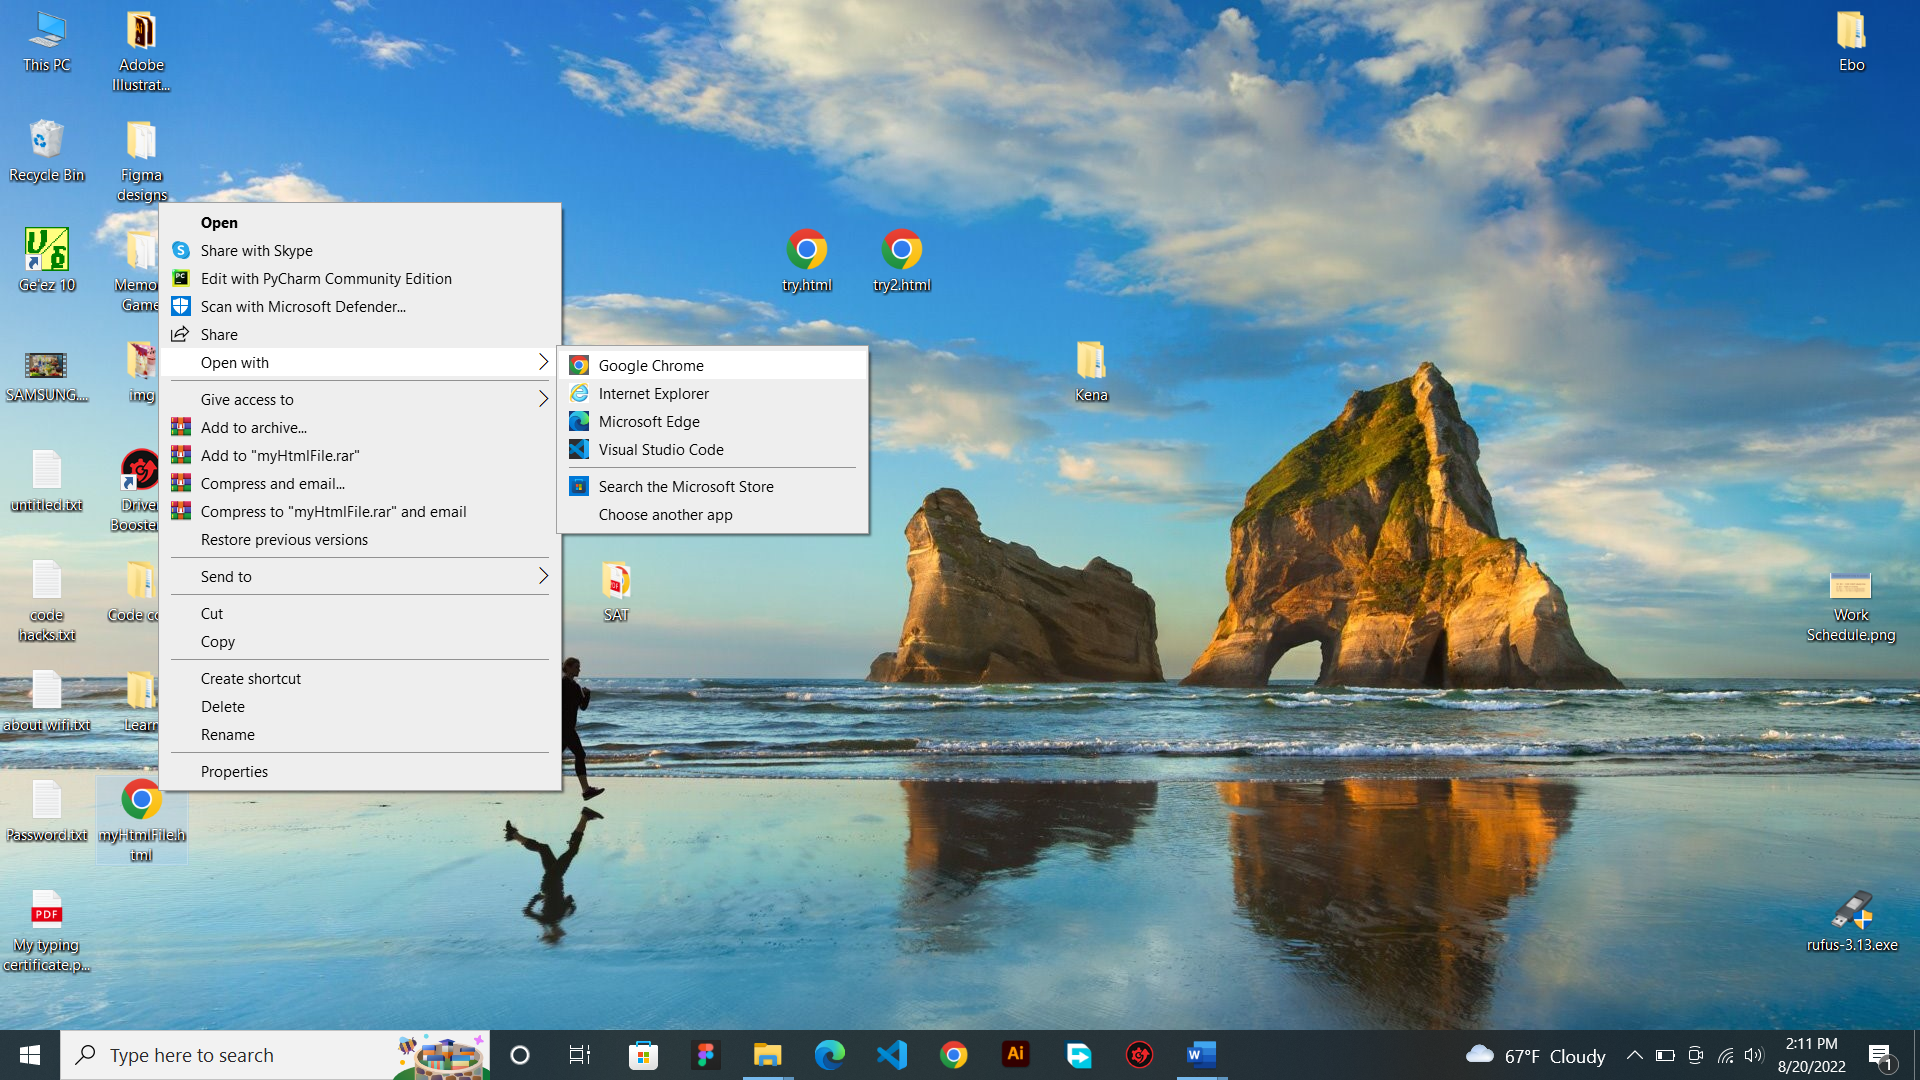 This PC
Adobe
Illustrat...
Ebo
Recycle Bin
Figma
designs
Ge'ez 10
Memo
Game
try.html
try2.html
SAMSUNG....
img
Kena
untitled.txt
Driver
Booster
SAT
code
hacks.txt
Code co
Work
Schedule.png
about wifi.txt
Learn
Password.txt
myHtmlFile.h
tml
PDF
My typing
certificate.p...
rufus-3.13.exe
Open
Share with Skype
PC
Edit with PyCharm Community Edition
Scan with Microsoft Defender...
Share
Open with
Give access to
Add to archive...
Add to "myHtmlFile.rar"
Compress and email...
Compress to "myHtmlFile.rar" and email
Restore previous versions
Send to
Cut
Copy
Create shortcut
Delete
Rename
Properties
Google Chrome
Internet Explorer
Microsoft Edge
Visual Studio Code
Search the Microsoft Store
Choose another app
Type here to search
Ai
W
67°F Cloudy
2:11 PM
8/20/2022
1